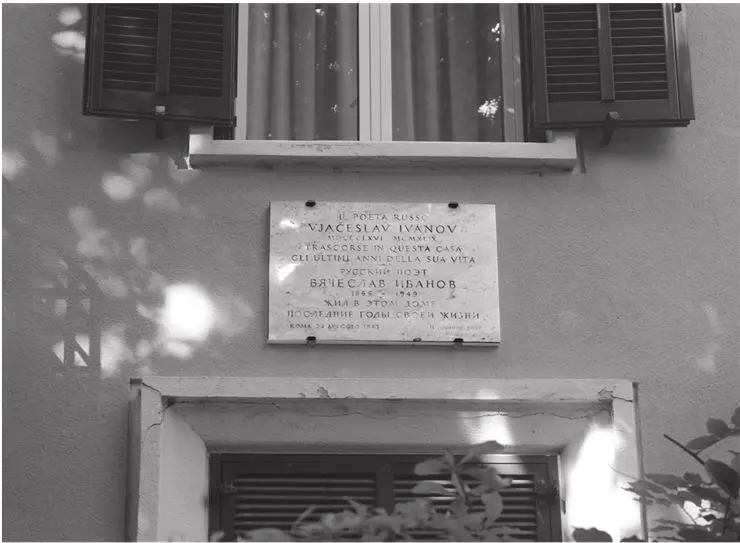 IL POETA RUSSO
VJAČESLAV IVANOV
MDCCCLXVI MCMXLIX
TRASCORSE IN QUESTA CASA
GLI ULTIMI ANNI DELLA SUA VITA
РУССКИЙ ПОЭТ
ВЯЧЕСЛАВ ИВАНОВ
1866 - 1949
ЖИЛ В ЭТОМ ДОМЕ
ПОСЛЕДНИЕ ГОДЫ СВОЕЙ ЖИЗНИ
ROMA